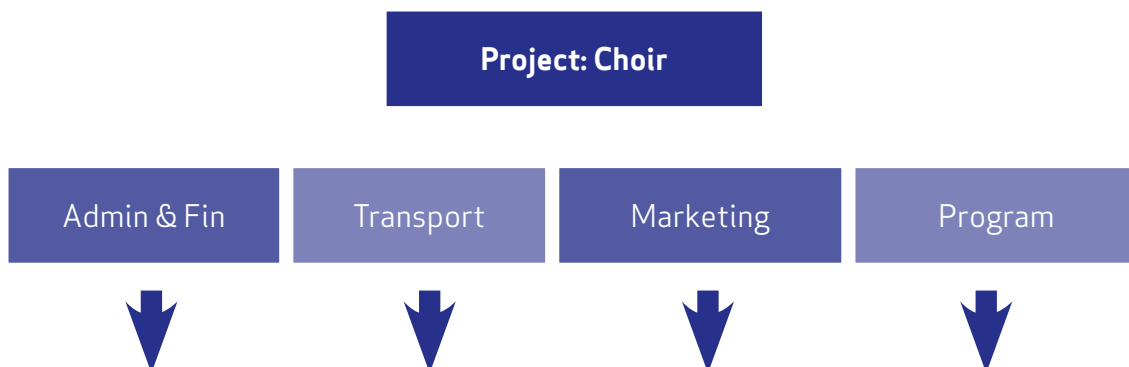 Project: Choir
Admin & Fin
Transport
Marketing
Program